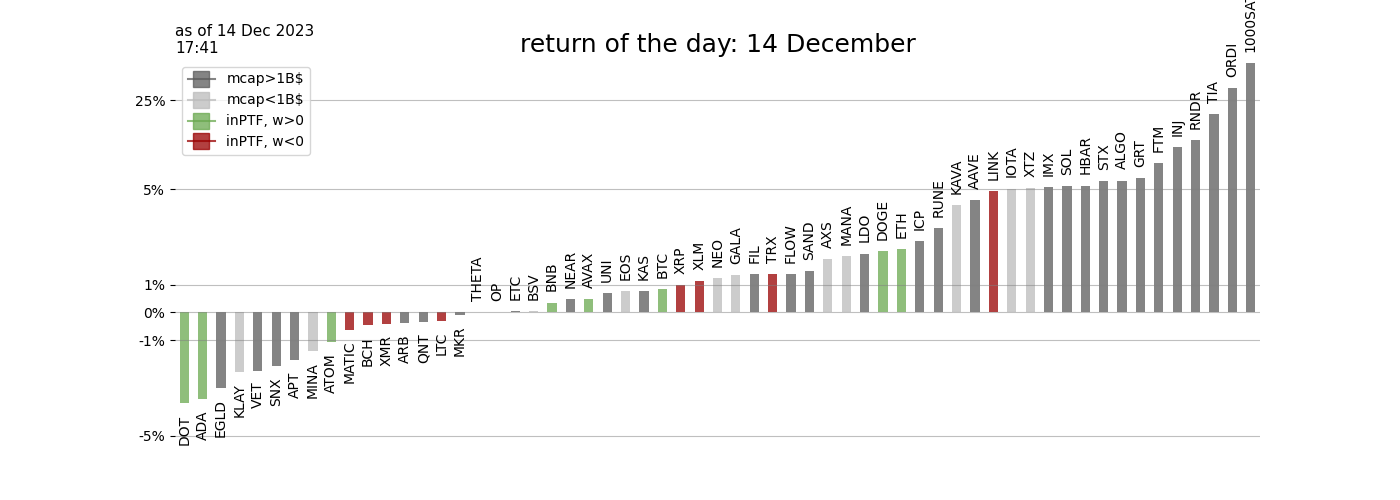 as of 14 Dec 2023
17:41
return of the day: 14 December
mcap>1B$
mcap<1B$
inPTF, w>0
inPTF, w<0
25%
5%
1%
0%
-1%
-5%
DOT
ADA
EGLD
KLAY
VET
SNX
APT
MINA
ATOM
MATIC
BCH
XMR
ARB
QNT
LTC
MKR
THETA
OP
ETC
BSV
BNB
NEAR
AVAX
UNI
EOS
KAS
BTC
XRP
XLM
NEO
GALA
FIL
TRX
FLOW
SAND
AXS
MANA
LDO
DOGE
ETH
ICP
RUNE
KAVA
AAVE
LINK
IOTA
XTZ
IMX
SOL
HBAR
STX
ALGO
GRT
FTM
INJ
RNDR
TIA
ORDI